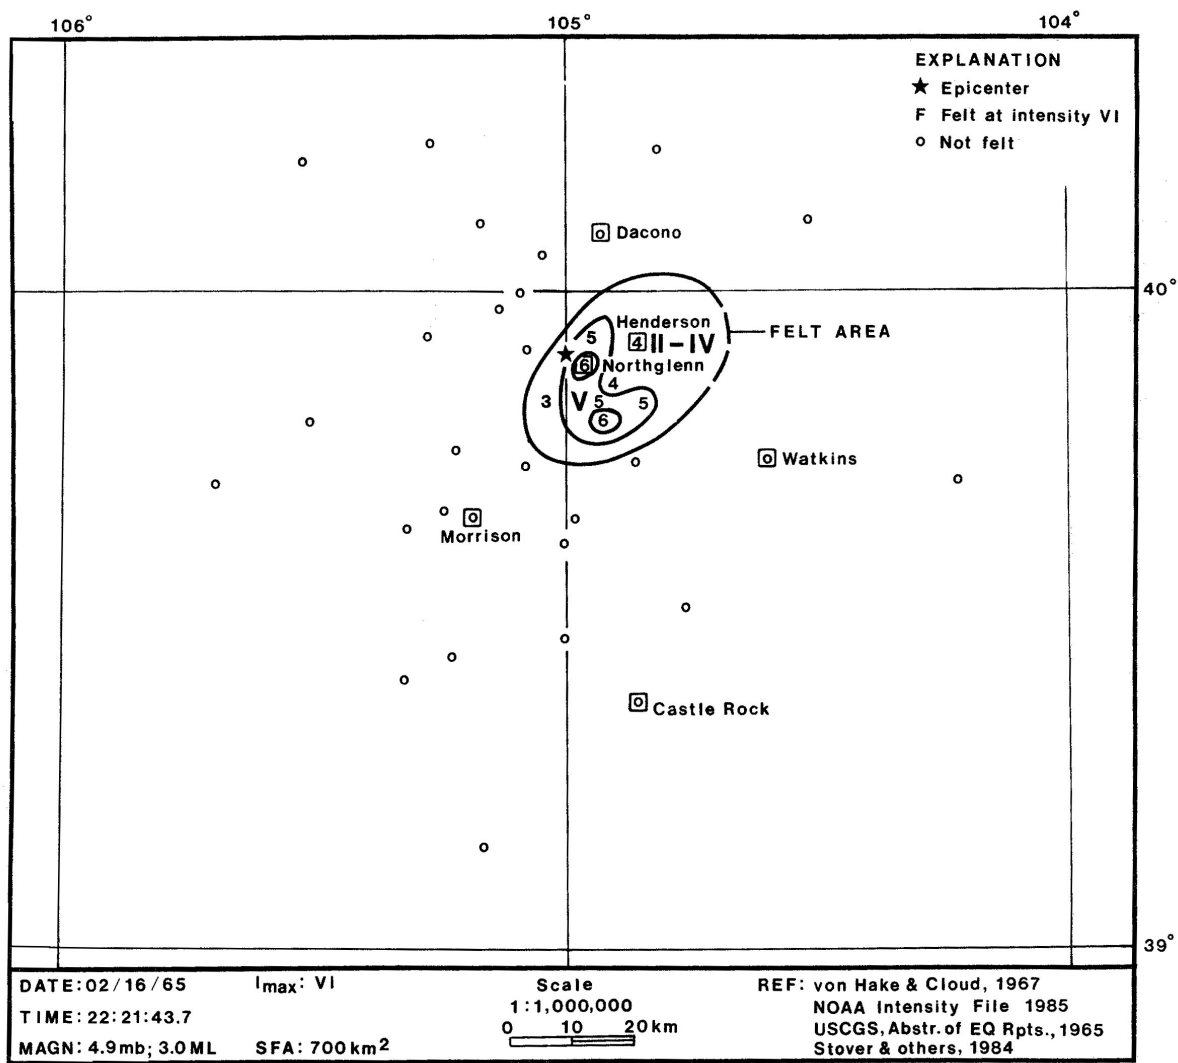 106° 105° 104°
EXPLANATION
★ Epicenter
F Felt at intensity VI
o Not felt
Dacono
40°
Henderson
5
FELT AREA
4 II-IV
6 Northglenn
4
3 V 5 5
6
Watkins
Morrison
Castle Rock
39°
DATE: 02/16/65 Imax: VI Scale REF: von Hake & Cloud, 1967
1:1,000,000 NOAA Intensity File 1985
TIME: 22:21:43.7 0 10 20 km USCGS, Abstr. of EQ Rpts., 1965
MAGN: 4.9 mb; 3.0 ML SFA: 700 km² Stover & others, 1984